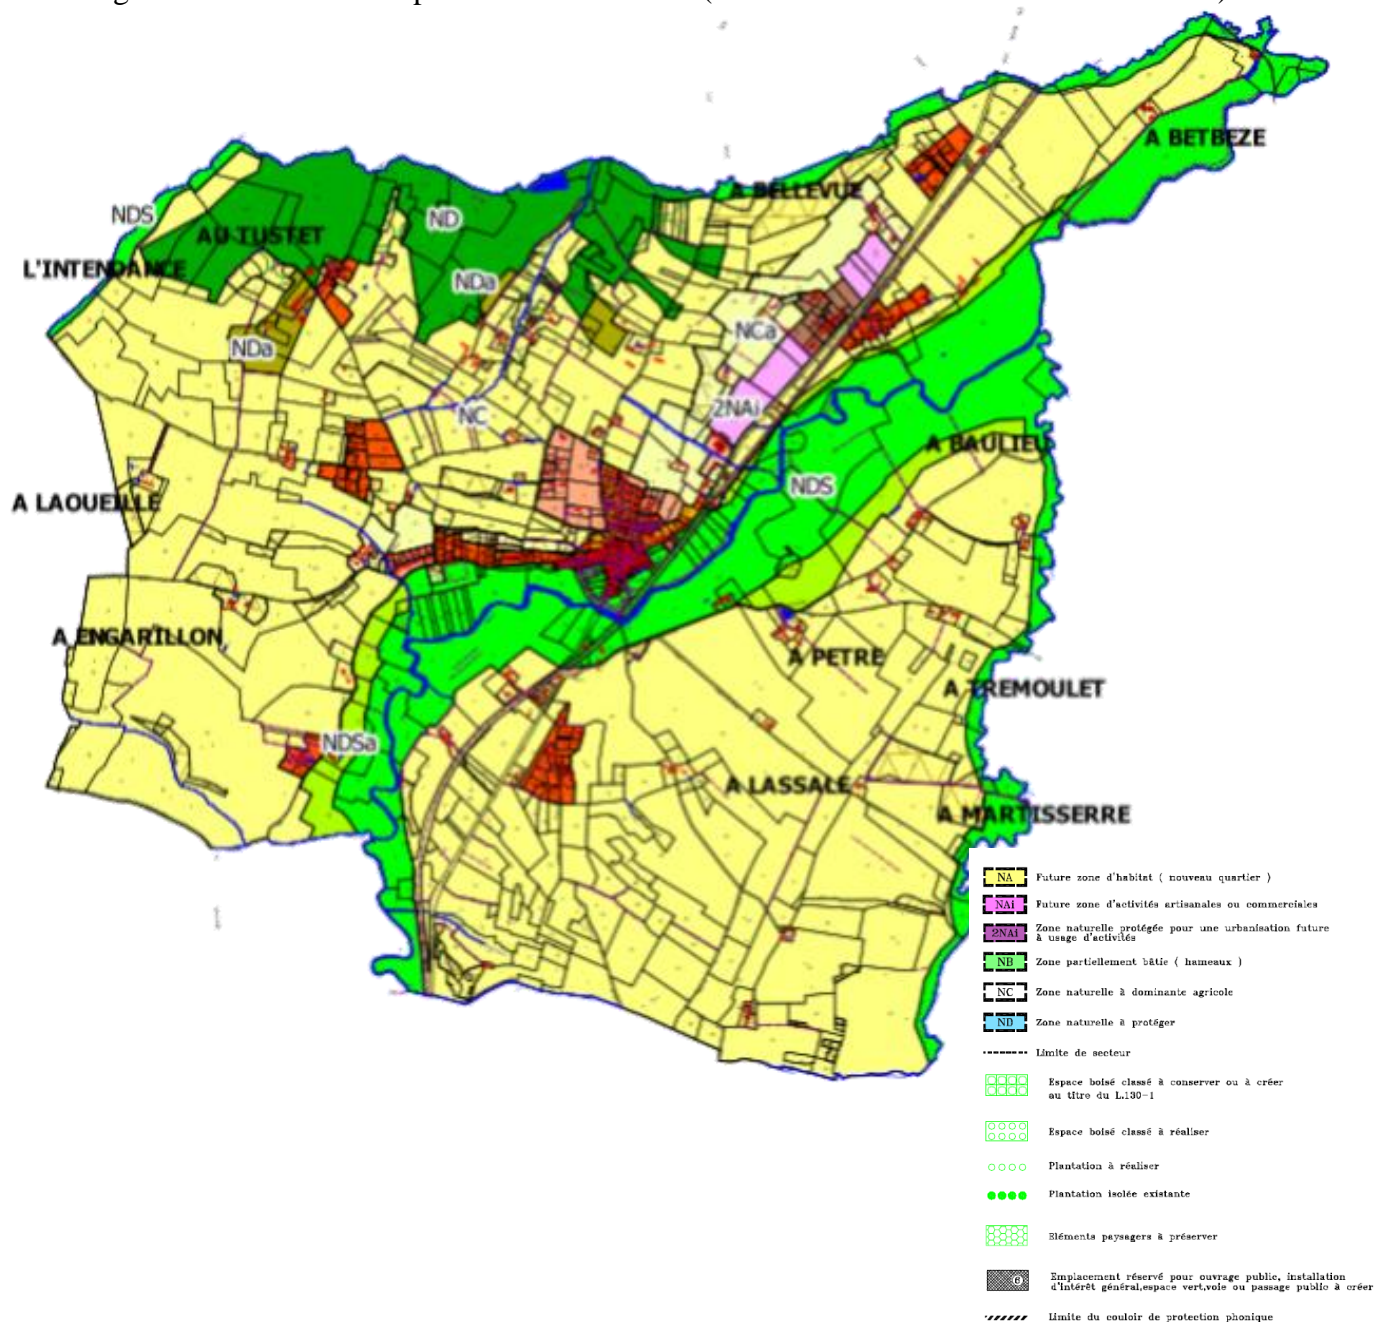 A BETBEZE
A BELLEVUE
NDS
ND
AU TUSTET
L'INTENDANCE
NDa
NCa
NDa
2NAi
NC
A BAULIEU
NDS
A LAOUEILLE
A ENGARILLON
A PETRE
A TREMOULET
NDSa
A LASSALE
A MARTISSERRE
NA Future zone d'habitat ( nouveau quartier )
NAi Future zone d'activités artisanales ou commerciales
2NAi Zone naturelle protégée pour une urbanisation future
à usage d'activités
NB Zone partiellement bâtie ( hameaux )
NC Zone naturelle à dominante agricole
ND Zone naturelle à protéger
Limite de secteur
Espace boisé classé à conserver ou à créer
au titre du L.130-1
Espace boisé classé à réaliser
Plantation à réaliser
Plantation isolée existante
Eléments paysagers à préserver
6 Emplacement réservé pour ouvrage public, installation
d'intérêt général,espace vert,voie ou passage public à créer
Limite du couloir de protection phonique